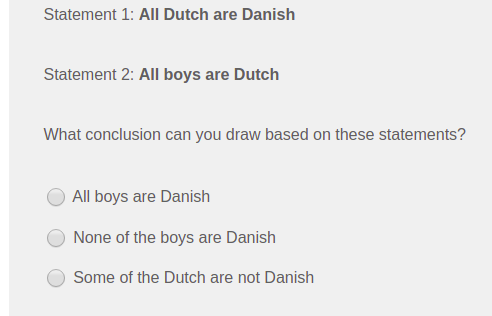 Statement 1: All Dutch are Danish
Statement 2: All boys are Dutch
What conclusion can you draw based on these statements?
All boys are Danish
None of the boys are Danish
Some of the Dutch are not Danish